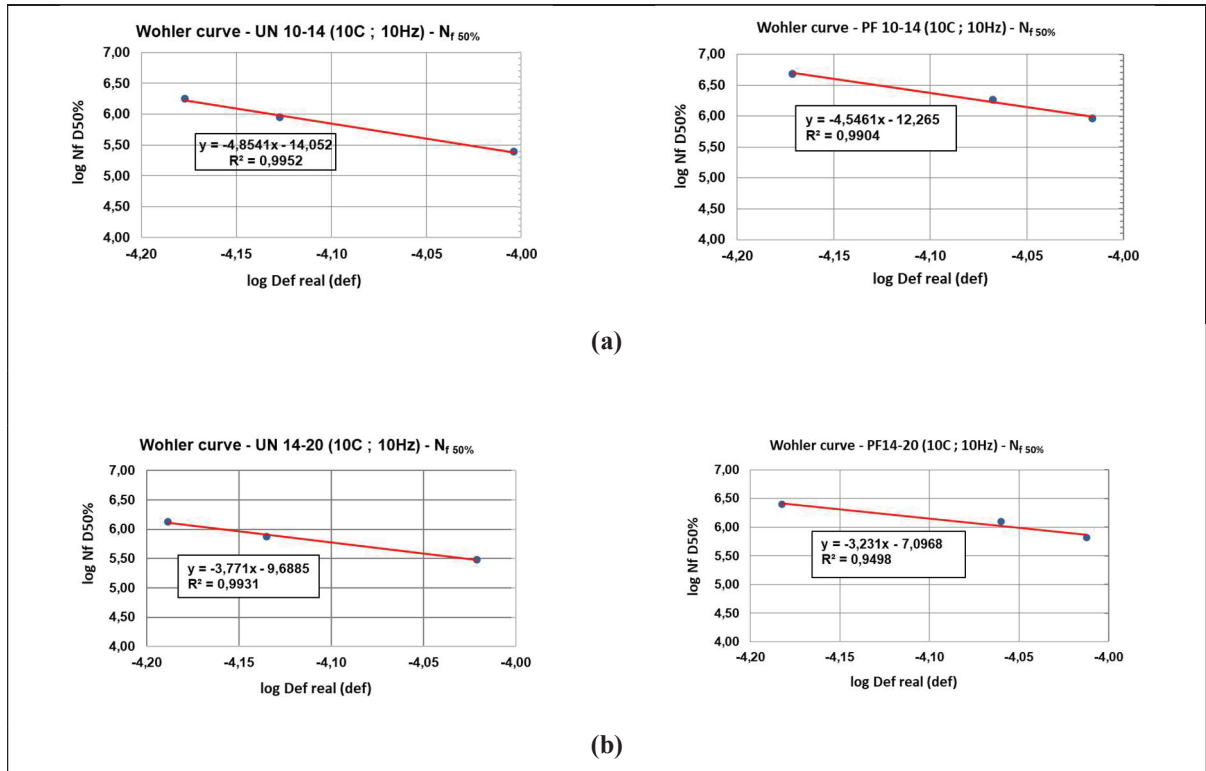 Wohler curve - UN 10-14 (10C ; 10Hz) - Nf 50%
log Nf D50%
7,00
6,50
6,00
5,50
5,00
4,50
4,00
y = -4,8541x - 14,052
R² = 0,9952
-4,20 -4,15 -4,10 -4,05 -4,00
log Def real (def)
Wohler curve - PF 10-14 (10C ; 10Hz) - Nf 50%
log Nf D50%
7,00
6,50
6,00
5,50
5,00
4,50
4,00
y = -4,5461x - 12,265
R² = 0,9904
-4,20 -4,15 -4,10 -4,05 -4,00
log Def real (def)
(a)
Wohler curve - UN 14-20 (10C ; 10Hz) - Nf 50%
log Nf D50%
7,00
6,50
6,00
5,50
5,00
4,50
4,00
y = -3,771x - 9,6885
R² = 0,9931
-4,20 -4,15 -4,10 -4,05 -4,00
log Def real (def)
Wohler curve - PF14-20 (10C ; 10Hz) - Nf 50%
log Nf D50%
7,00
6,50
6,00
5,50
5,00
4,50
4,00
y = -3,231x - 7,0968
R² = 0,9498
-4,20 -4,15 -4,10 -4,05 -4,00
log Def real (def)
(b)